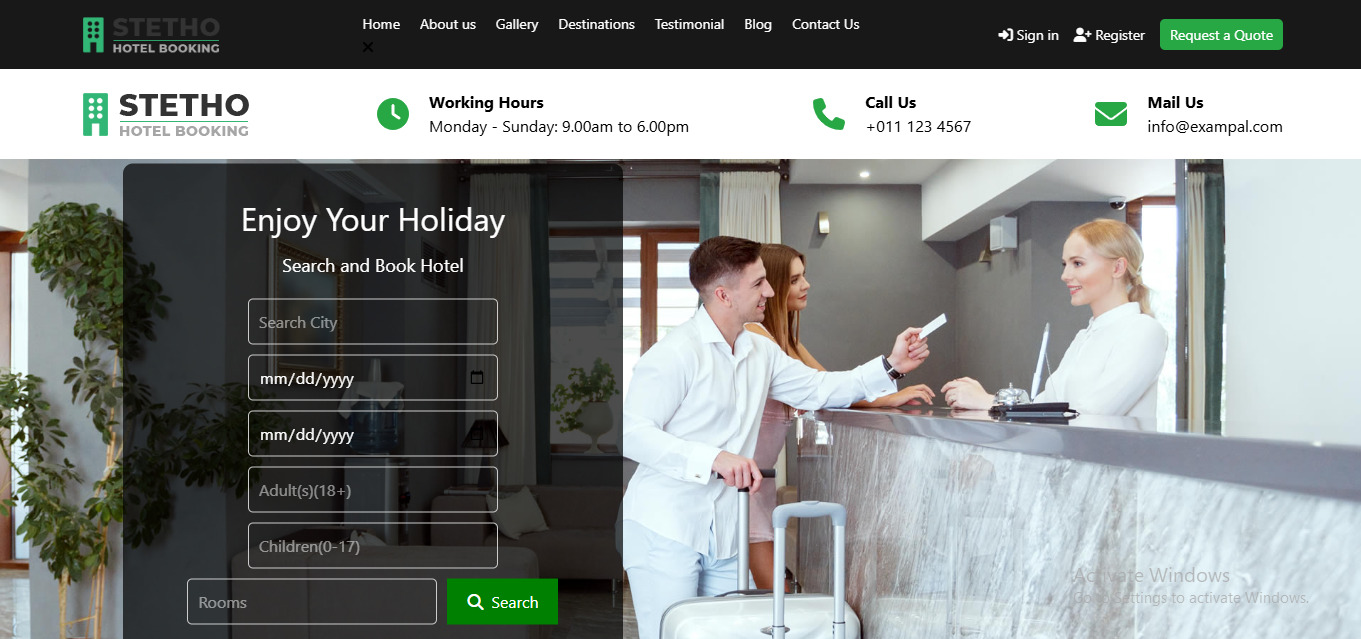 STETHO
HOTEL BOOKING
Home About us Gallery Destinations Testimonial Blog Contact Us
Sign in Register Request a Quote
STETHO
HOTEL BOOKING
Working Hours
Monday - Sunday: 9.00am to 6.00pm
Call Us
+011 123 4567
Mail Us
info@exampal.com
Enjoy Your Holiday
Search and Book Hotel
Search City
mm/dd/yyyy
mm/dd/yyyy
Adult(s)(18+)
Children(0-17)
Rooms Search
Activate Windows
Go to Settings to activate Windows.